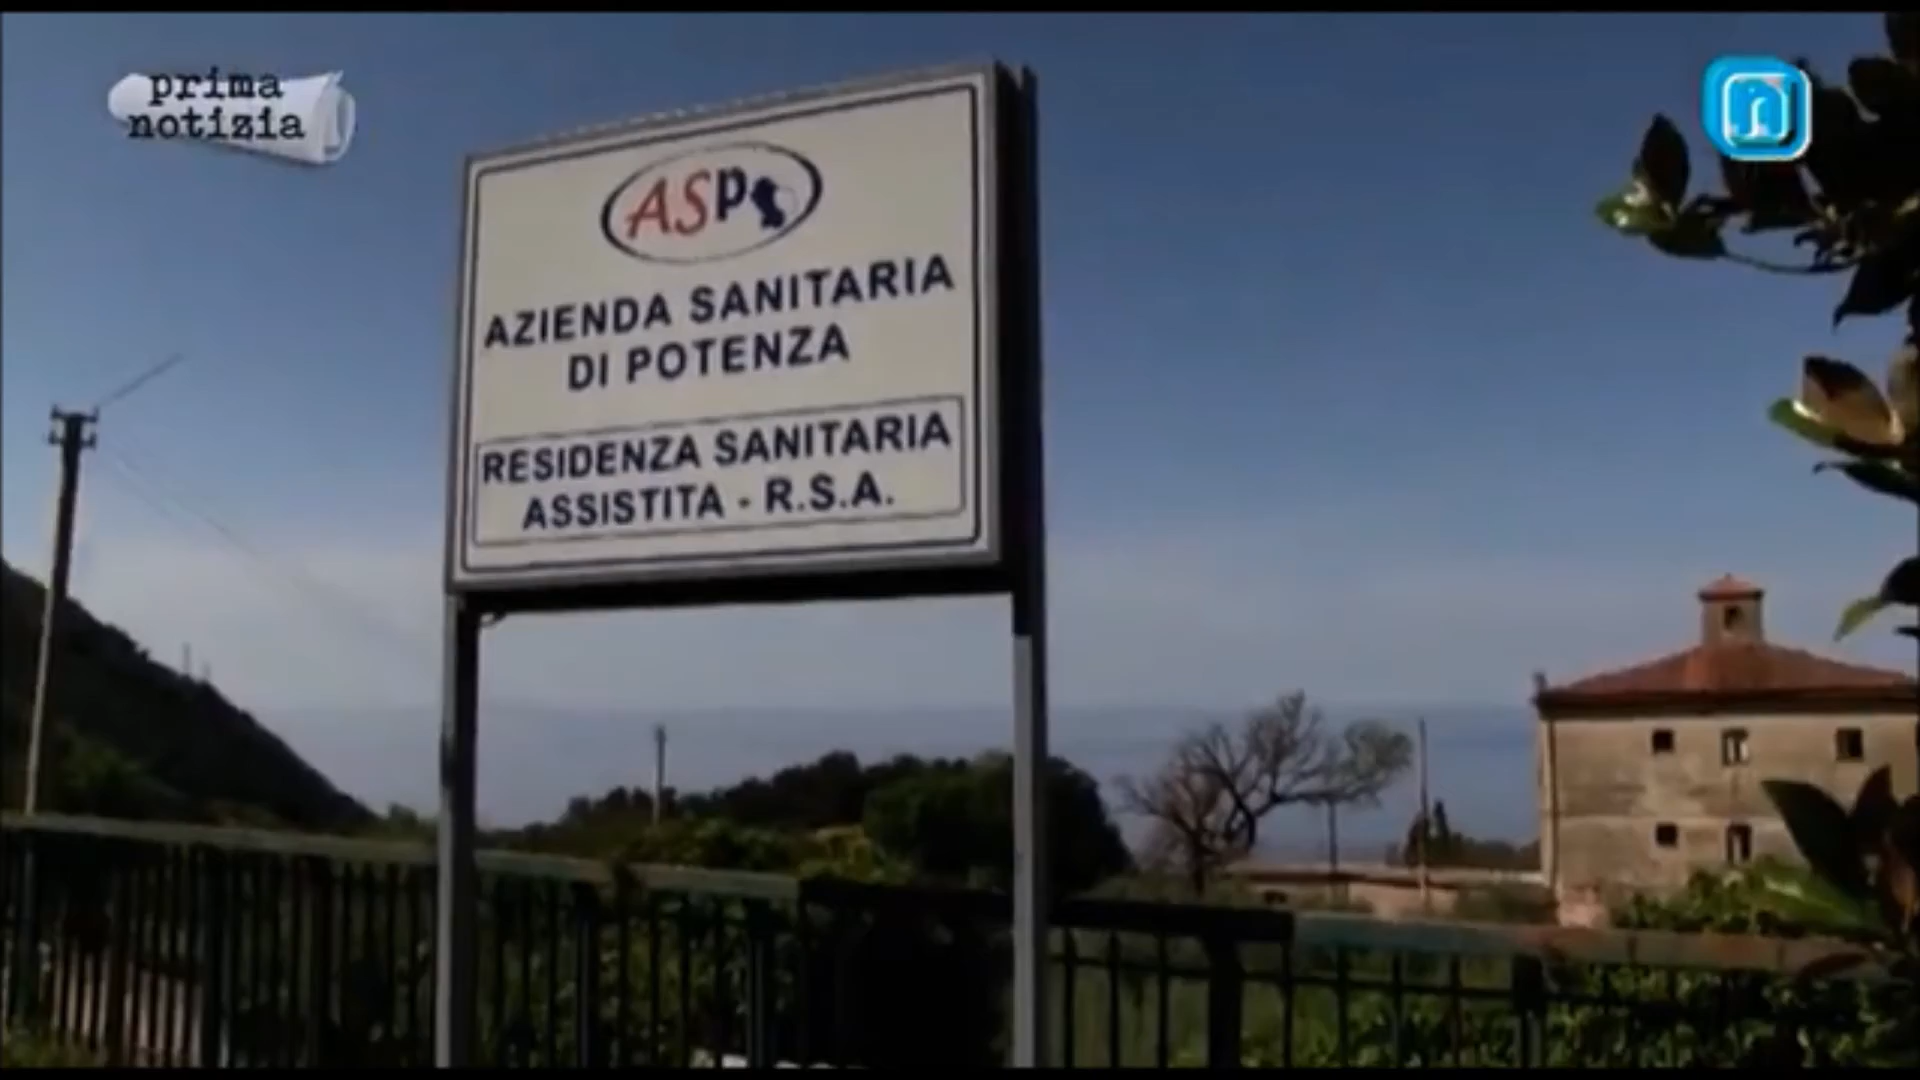 prima
notizia
n
ASP
AZIENDA SANITARIA
DI POTENZA
RESIDENZA SANITARIA
ASSISTITA - R.S.A.